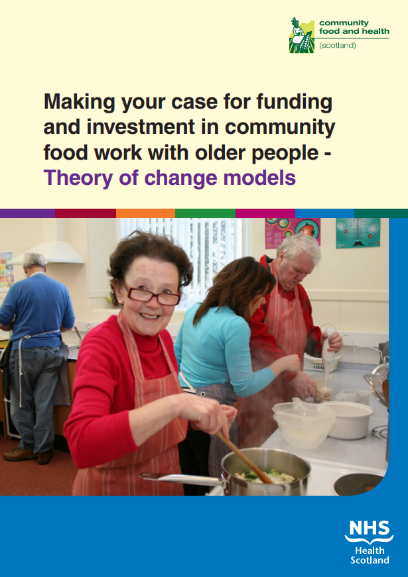 community
food and health
(scotland)
Making your case for funding
and investment in community
food work with older people -
Theory of change models
NHS
Health
Scotland